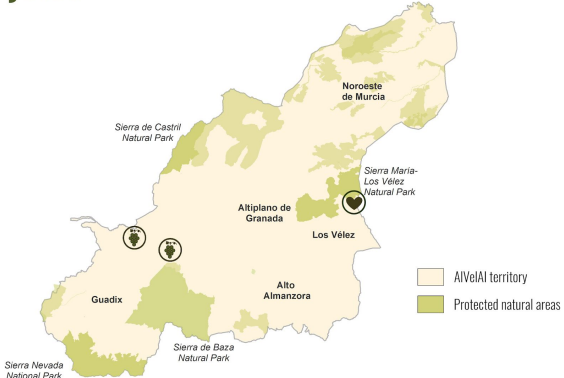 Noroeste
de Murcia
Sierra de Castril
Natural Park
Sierra María-
Los Vélez
Natural Park
Altiplano de
Granada
Los Vélez
AlVelAl territory
Alto
Almanzora
Guadix
Protected natural areas
Sierra de Baza
Natural Park
Sierra Nevada
National Park